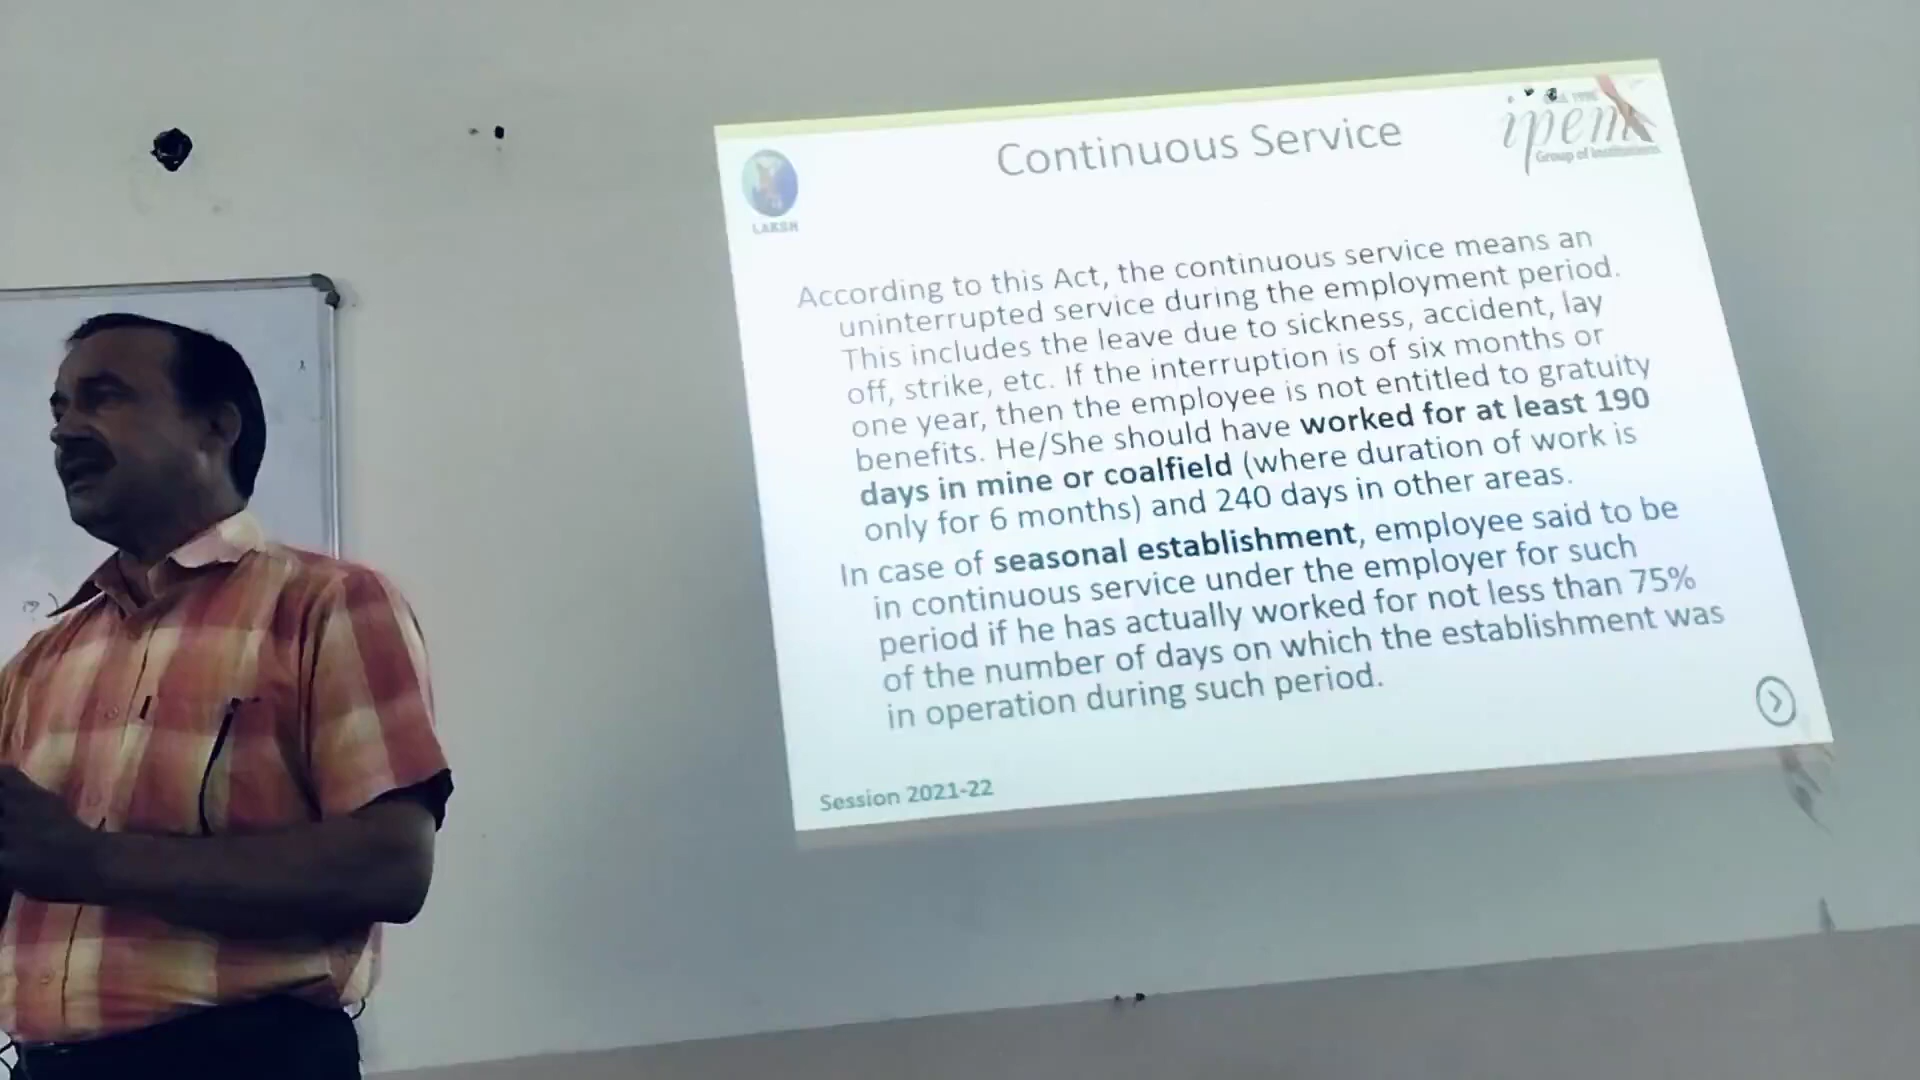 Continuous Service
ipem
Group of Institutions
LAKSH
According to this Act, the continuous service means an
uninterrupted service during the employment period.
This includes the leave due to sickness, accident, lay
off, strike, etc. If the interruption is of six months or
one year, then the employee is not entitled to gratuity
benefits. He/She should have worked for at least 190
days in mine or coalfield (where duration of work is
only for 6 months) and 240 days in other areas.
In case of seasonal establishment, employee said to be
in continuous service under the employer for such
period if he has actually worked for not less than 75%
of the number of days on which the establishment was
in operation during such period.
Session 2021-22